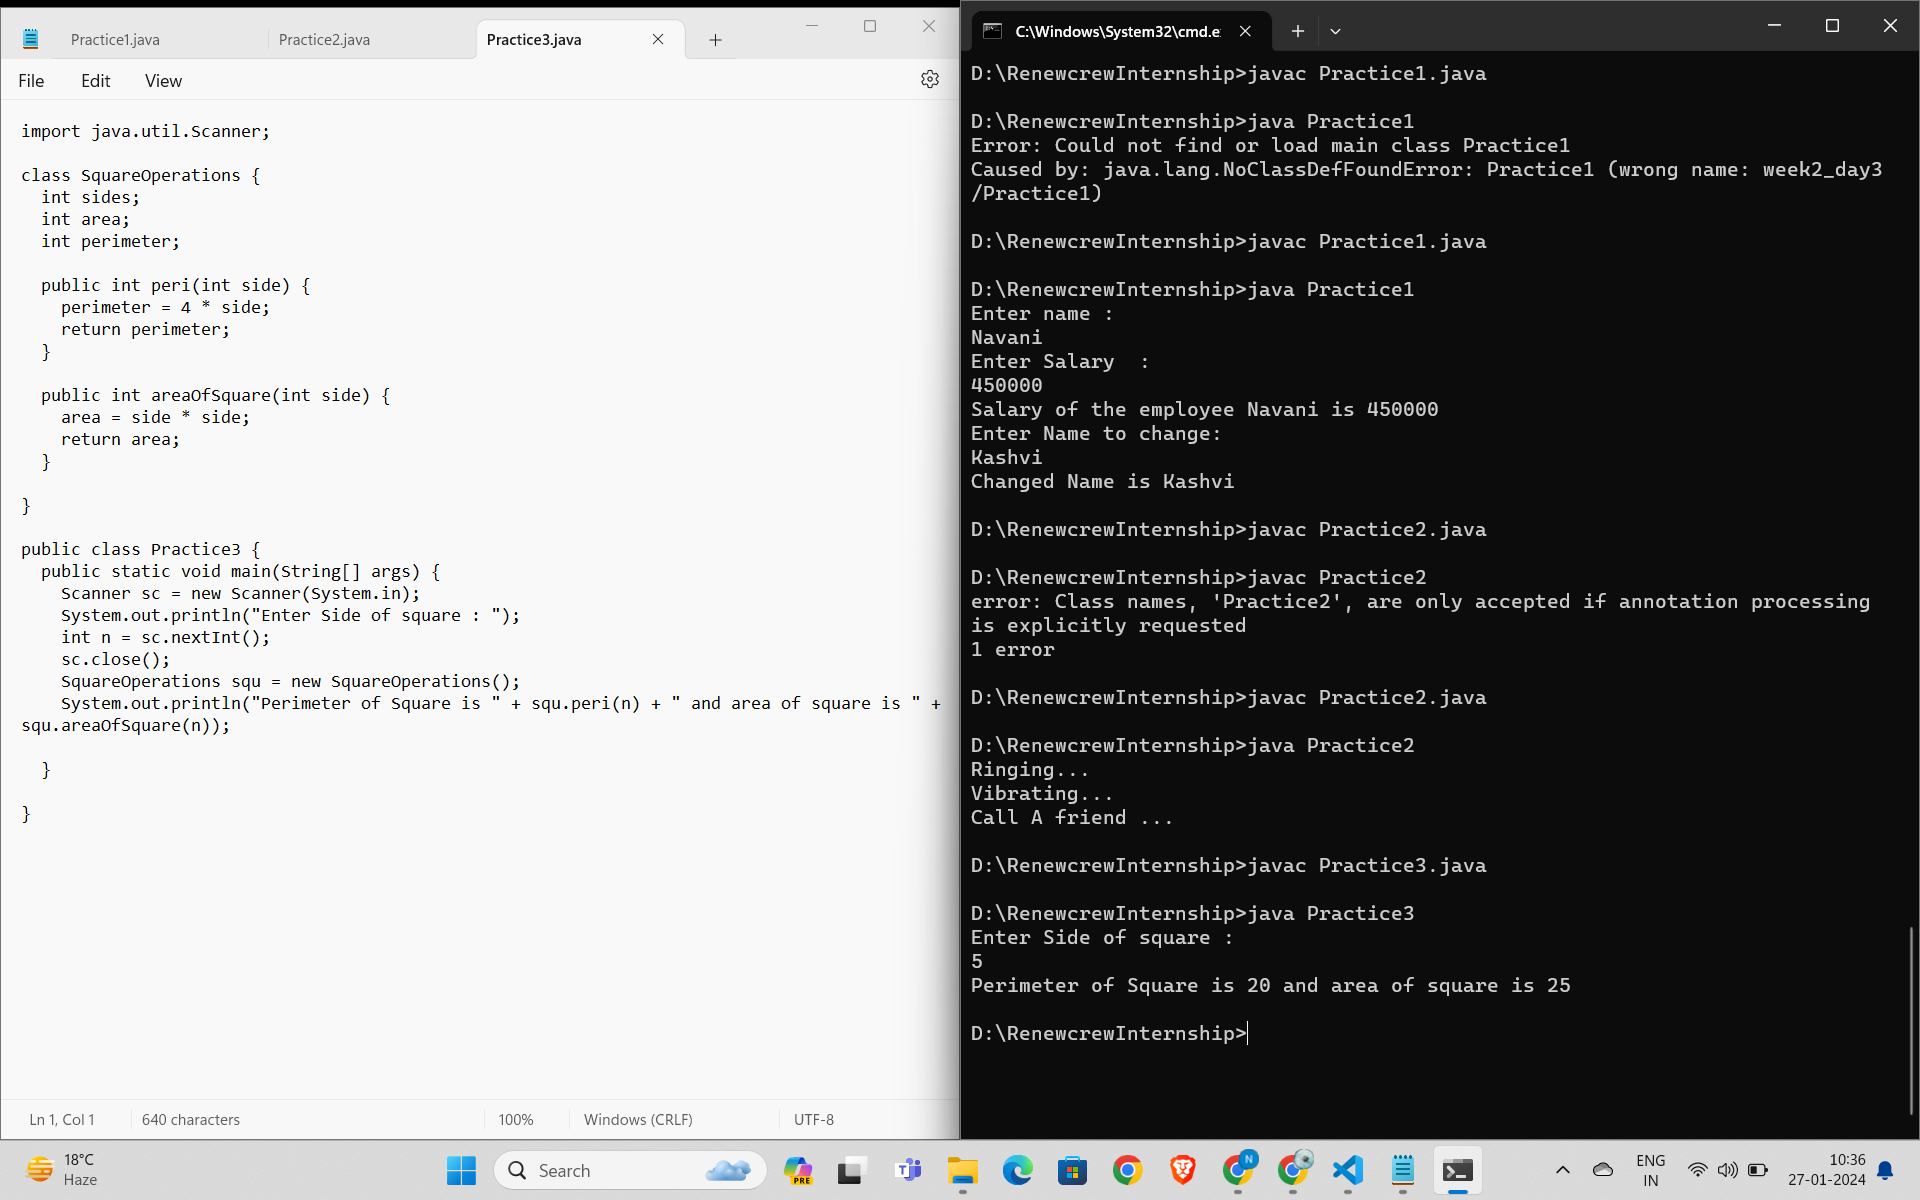 Practice1.java
Practice2.java
Practice3.java
File
Edit
View
import java.util.Scanner;
class SquareOperations {
  int sides;
  int area;
  int perimeter;
  public int peri(int side) {
    perimeter = 4 * side;
    return perimeter;
  }
  public int areaOfSquare(int side) {
    area = side * side;
    return area;
  }
}
public class Practice3 {
  public static void main(String[] args) {
    Scanner sc = new Scanner(System.in);
    System.out.println("Enter Side of square : ");
    int n = sc.nextInt();
    sc.close();
    SquareOperations squ = new SquareOperations();
    System.out.println("Perimeter of Square is " + squ.peri(n) + " and area of square is " +
squ.areaOfSquare(n));
  }
}
Ln 1, Col 1
640 characters
100%
Windows (CRLF)
UTF-8
C:\Windows\System32\cmd.e
D:\RenewcrewInternship>javac Practice1.java
D:\RenewcrewInternship>java Practice1
Error: Could not find or load main class Practice1
Caused by: java.lang.NoClassDefFoundError: Practice1 (wrong name: week2_day3
/Practice1)
D:\RenewcrewInternship>javac Practice1.java
D:\RenewcrewInternship>java Practice1
Enter name :
Navani
Enter Salary  :
450000
Salary of the employee Navani is 450000
Enter Name to change:
Kashvi
Changed Name is Kashvi
D:\RenewcrewInternship>javac Practice2.java
D:\RenewcrewInternship>javac Practice2
error: Class names, 'Practice2', are only accepted if annotation processing
is explicitly requested
1 error
D:\RenewcrewInternship>javac Practice2.java
D:\RenewcrewInternship>java Practice2
Ringing...
Vibrating...
Call A friend ...
D:\RenewcrewInternship>javac Practice3.java
D:\RenewcrewInternship>java Practice3
Enter Side of square :
5
Perimeter of Square is 20 and area of square is 25
D:\RenewcrewInternship>
18°C
Haze
Search
PRE
N
ENG
IN
10:36
27-01-2024